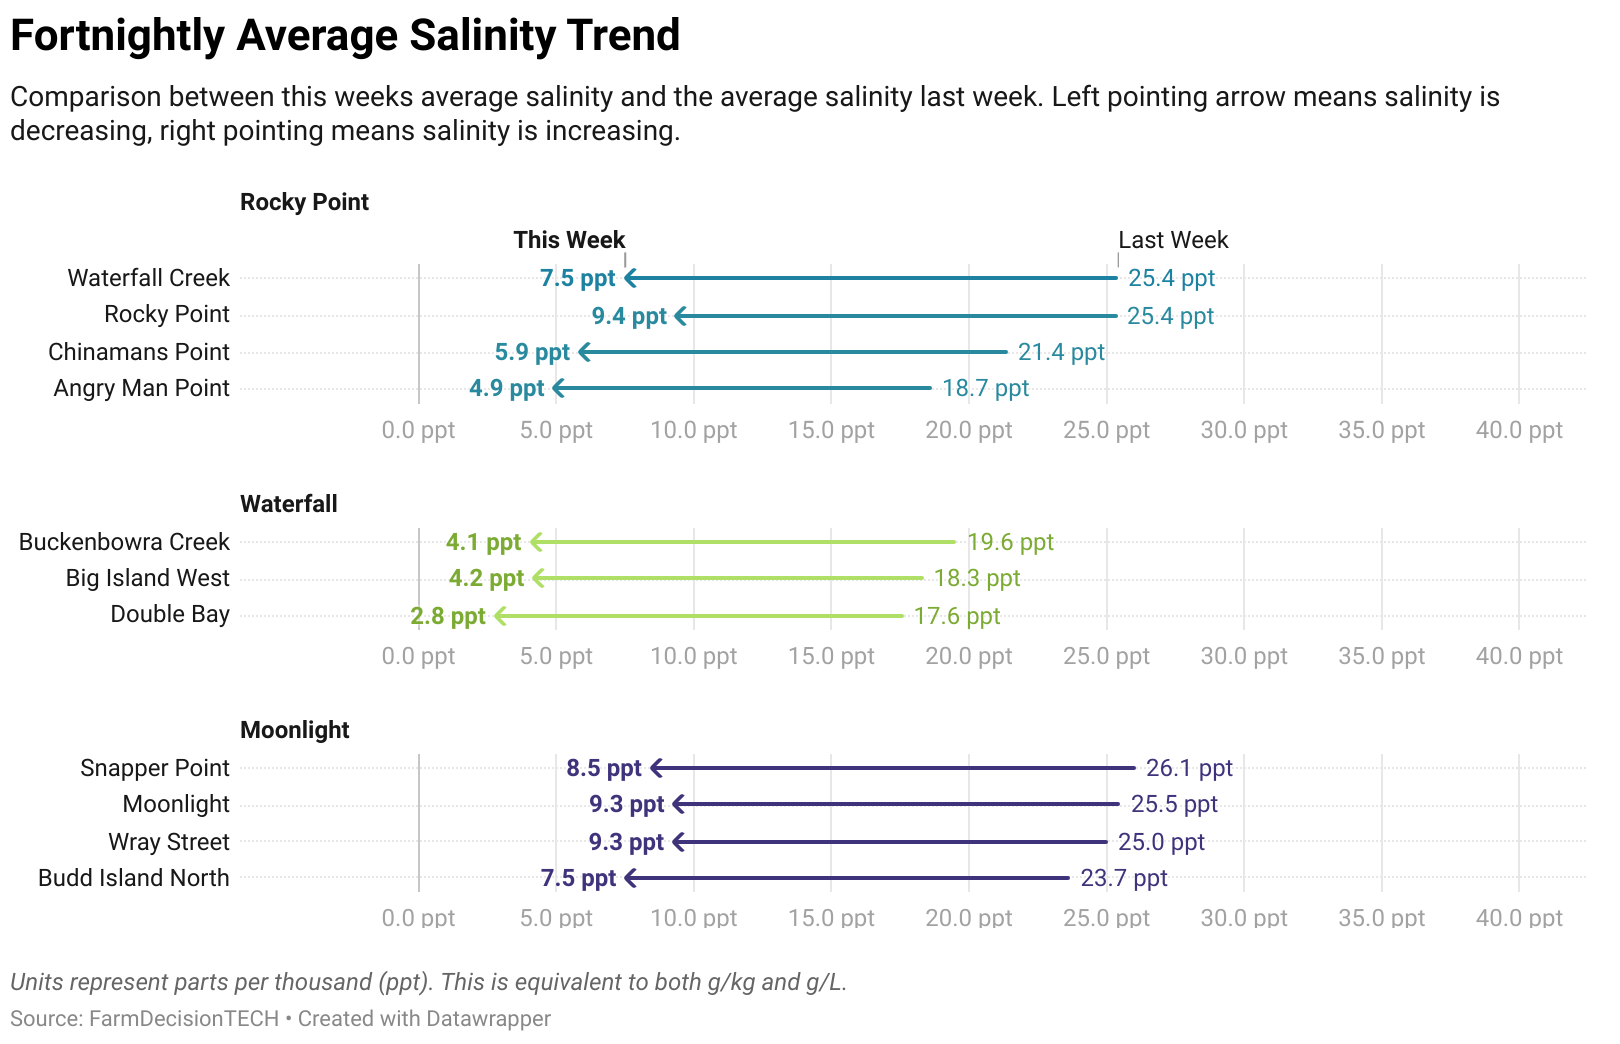 Fortnightly Average Salinity Trend
Comparison between this weeks average salinity and the average salinity last week. Left pointing arrow means salinity is
decreasing, right pointing means salinity is increasing.
Rocky Point
This Week Last Week
Waterfall Creek 7.5 ppt 25.4 ppt
Rocky Point 9.4 ppt 25.4 ppt
Chinamans Point 5.9 ppt 21.4 ppt
Angry Man Point 4.9 ppt 18.7 ppt
0.0 ppt 5.0 ppt 10.0 ppt 15.0 ppt 20.0 ppt 25.0 ppt 30.0 ppt 35.0 ppt 40.0 ppt
Waterfall
Buckenbowra Creek 4.1 ppt 19.6 ppt
Big Island West 4.2 ppt 18.3 ppt
Double Bay 2.8 ppt 17.6 ppt
0.0 ppt 5.0 ppt 10.0 ppt 15.0 ppt 20.0 ppt 25.0 ppt 30.0 ppt 35.0 ppt 40.0 ppt
Moonlight
Snapper Point 8.5 ppt 26.1 ppt
Moonlight 9.3 ppt 25.5 ppt
Wray Street 9.3 ppt 25.0 ppt
Budd Island North 7.5 ppt 23.7 ppt
0.0 ppt 5.0 ppt 10.0 ppt 15.0 ppt 20.0 ppt 25.0 ppt 30.0 ppt 35.0 ppt 40.0 ppt
Units represent parts per thousand (ppt). This is equivalent to both g/kg and g/L.
Source: FarmDecisionTECH • Created with Datawrapper